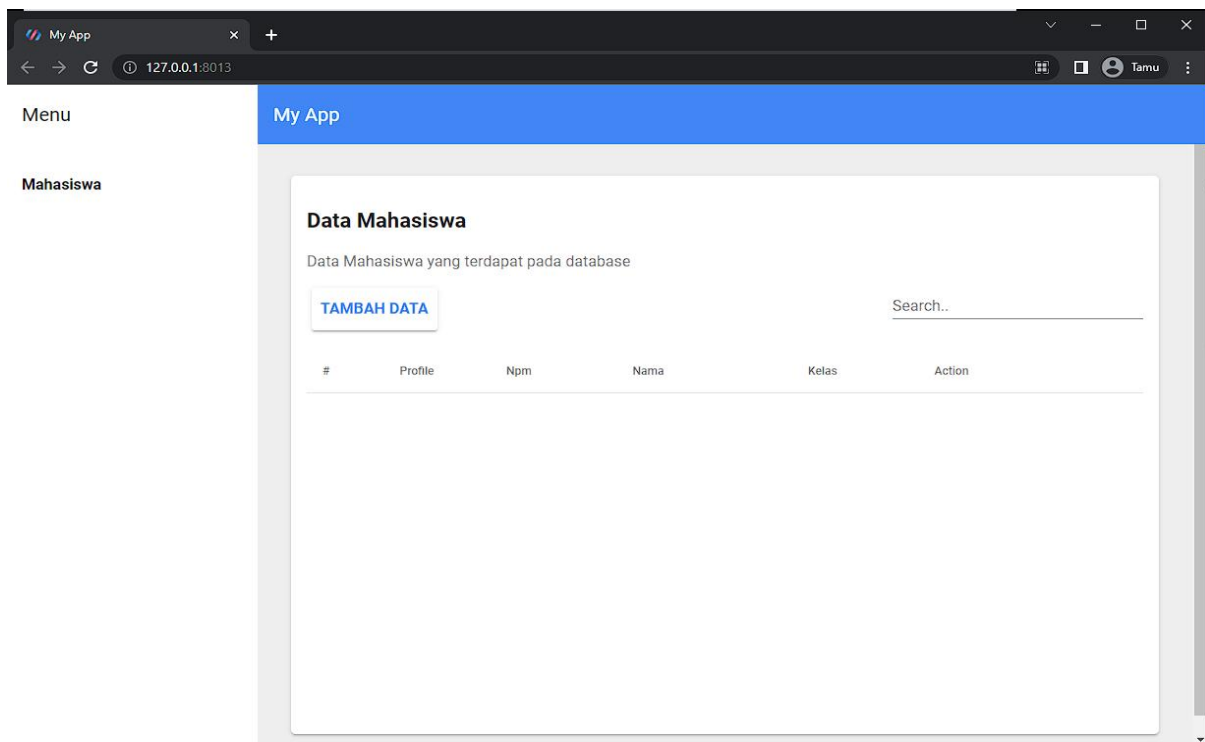 My App
127.0.0.1:8013
Tamu
Menu
My App
Mahasiswa
Data Mahasiswa
Data Mahasiswa yang terdapat pada database
TAMBAH DATA
Search..
# Profile Npm Nama Kelas Action